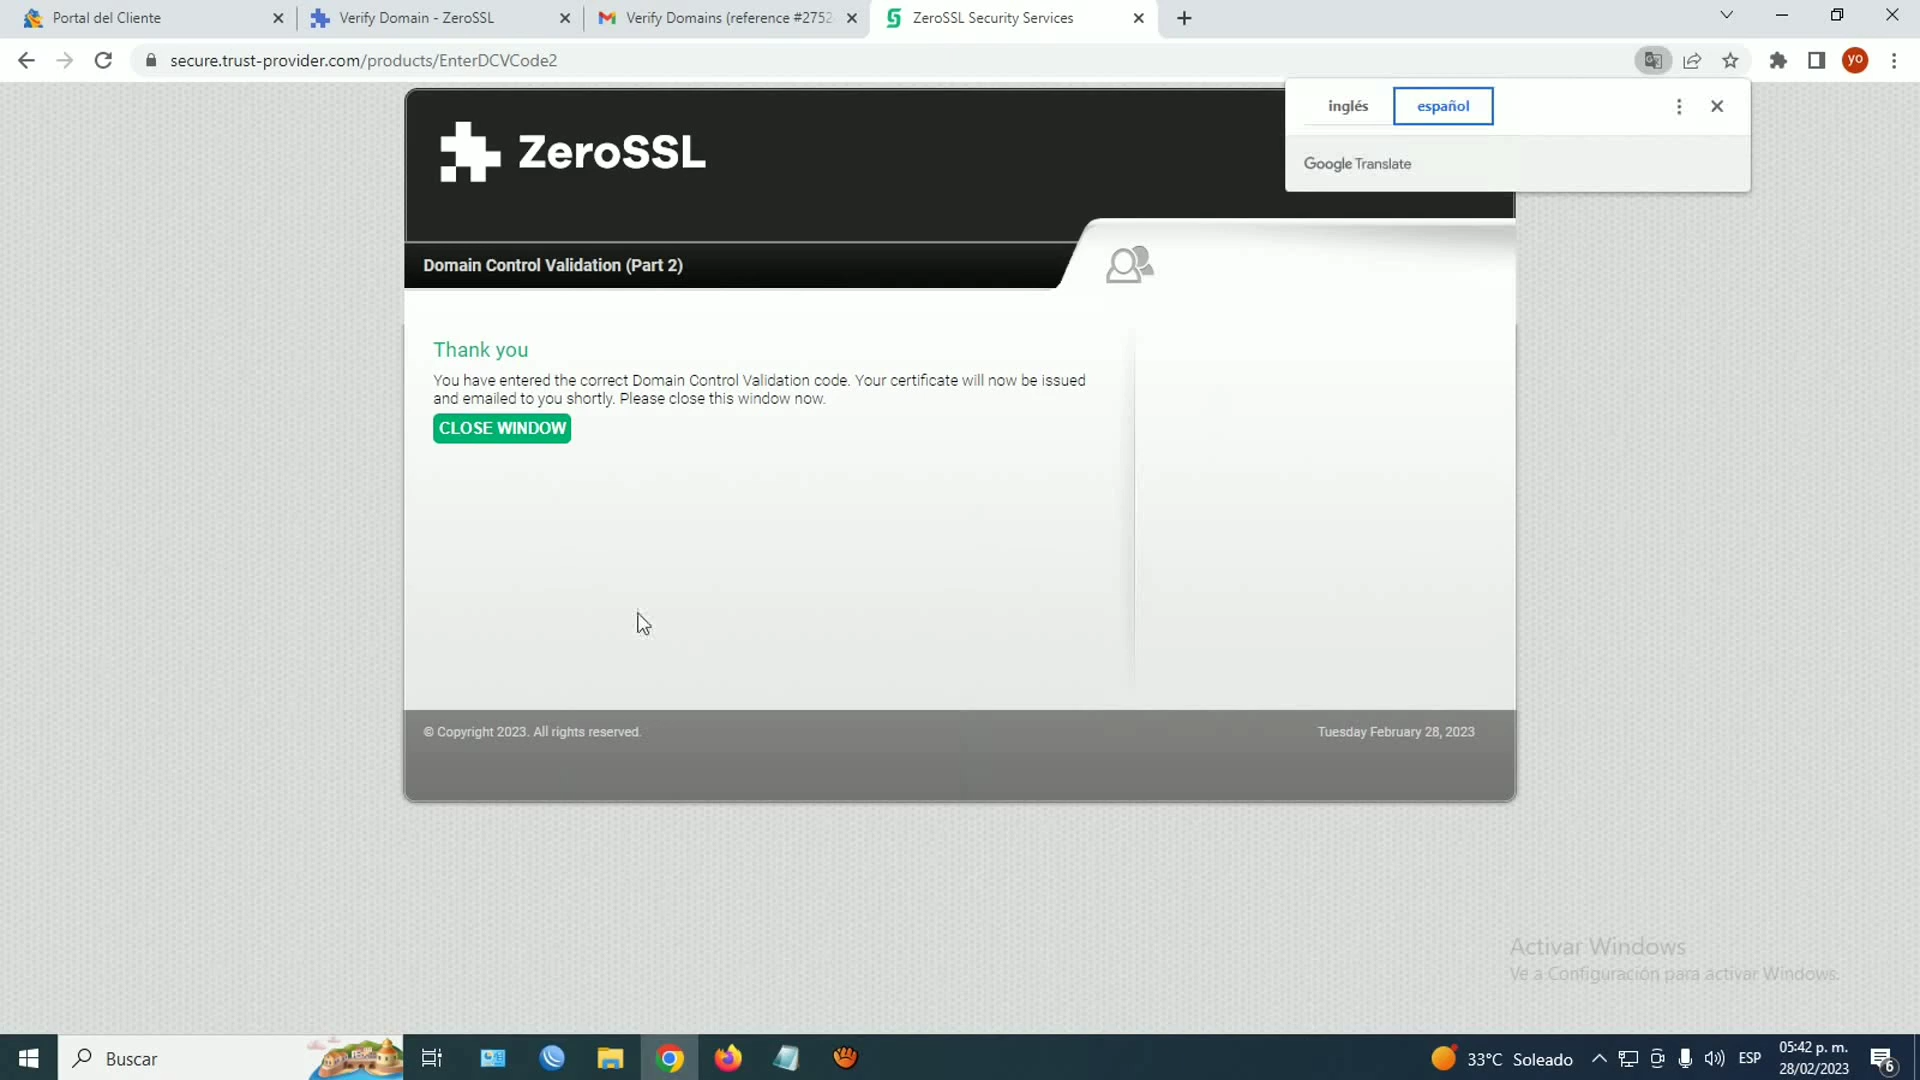 Portal del Cliente
Verify Domain - ZeroSSL
Verify Domains (reference #2752
ZeroSSL Security Services
secure.trust-provider.com/products/EnterDCVCode2
yo
inglés
español
Google Translate
ZeroSSL
Domain Control Validation (Part 2)
Thank you
You have entered the correct Domain Control Validation code. Your certificate will now be issued
and emailed to you shortly. Please close this window now.
CLOSE WINDOW
© Copyright 2023. All rights reserved.
Tuesday February 28, 2023
Activar Windows
Ve a Configuración para activar Windows.
Buscar
33°C Soleado
ESP
05:42 p. m.
28/02/2023
6